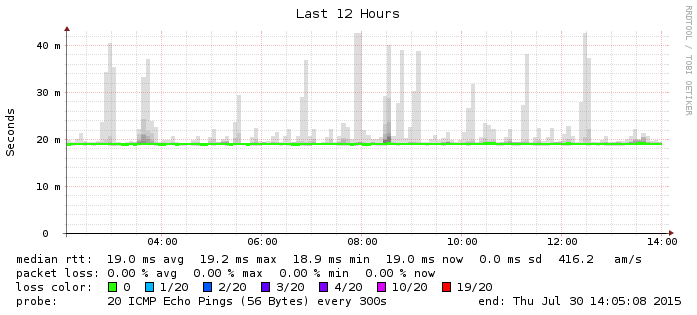 Last 12 Hours
RRDTOOL / TOBI OETIKER
Seconds
40 m
30 m
20 m
10 m
0
04:00 06:00 08:00 10:00 12:00 14:00
median rtt: 19.0 ms avg 19.2 ms max 18.9 ms min 19.0 ms now 0.0 ms sd 416.2 am/s
packet loss: 0.00 % avg 0.00 % max 0.00 % min 0.00 % now
loss color: 0 1/20 2/20 3/20 4/20 10/20 19/20
probe: 20 ICMP Echo Pings (56 Bytes) every 300s end: Thu Jul 30 14:05:08 2015